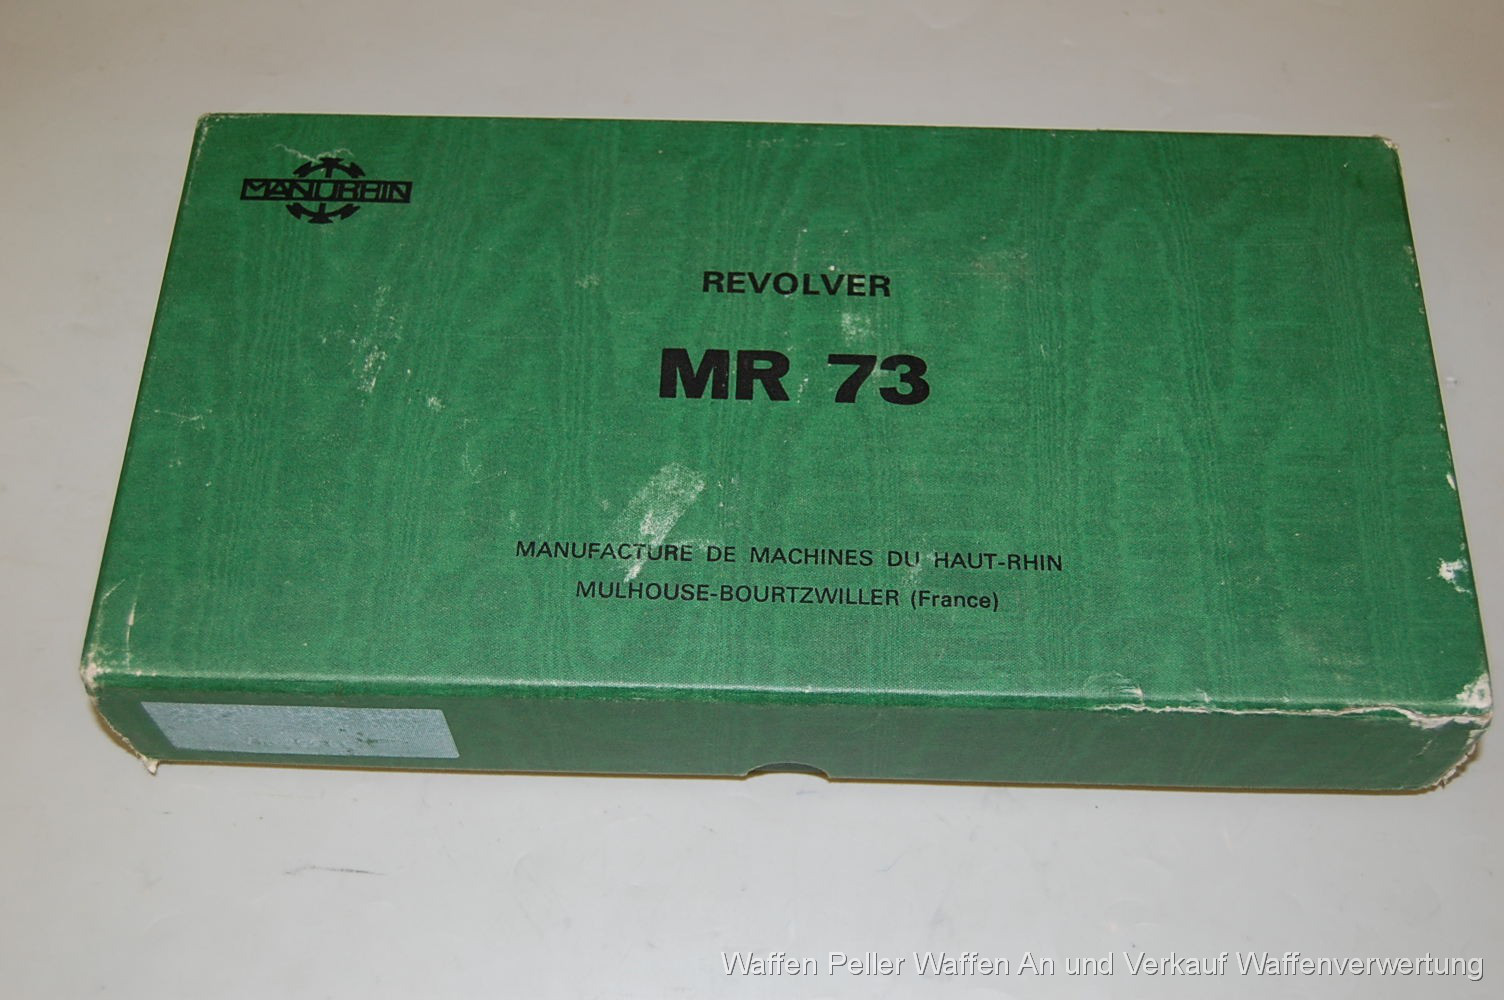 MANURHIN
REVOLVER
MR 73
MANUFACTURE DE MACHINES DU HAUT-RHIN
MULHOUSE-BOURTZWILLER (France)
Waffen Peller Waffen An und Verkauf Waffenverwertung